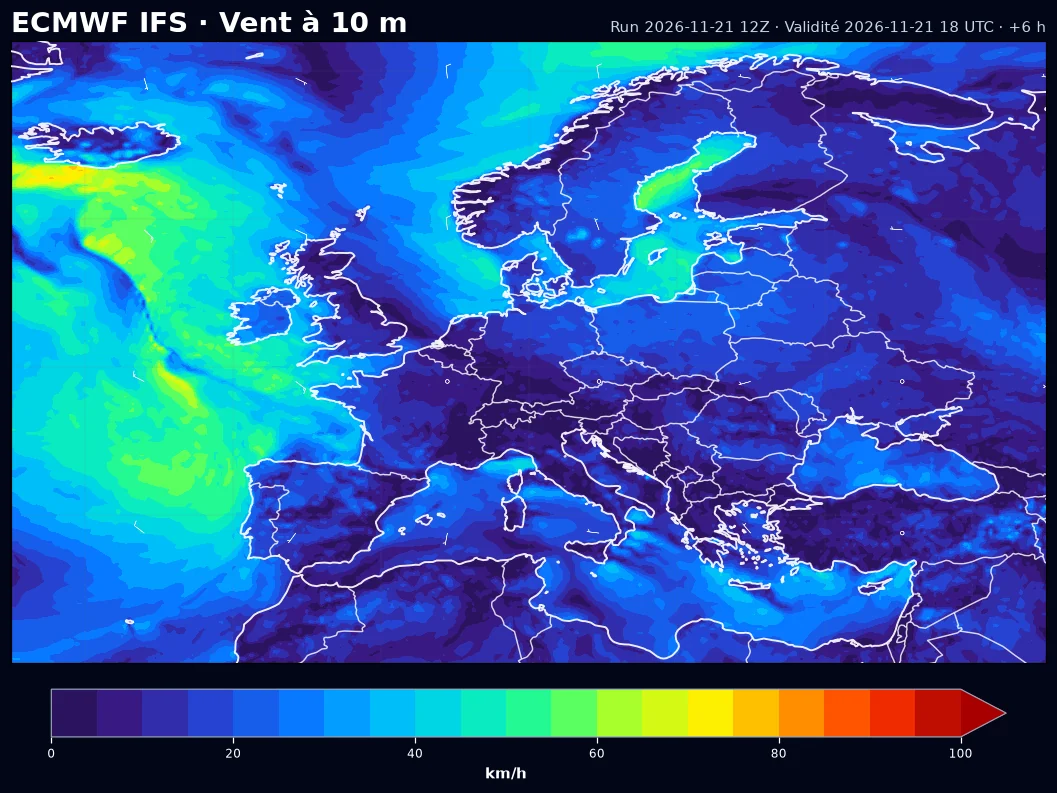 ECMWF IFS · Vent à 10 m
Run 2026-11-21 12Z · Validité 2026-11-21 18 UTC · +6 h
0 20 40 60 80 100
km/h